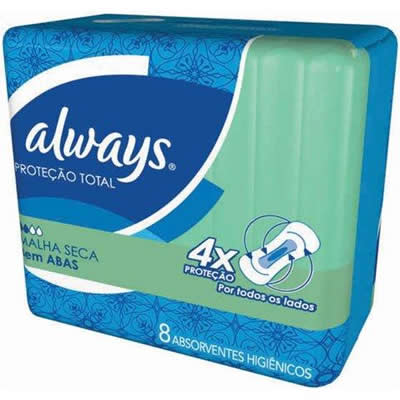 always®
PROTEÇÃO TOTAL
MALHA SECA
Sem ABAS
4X
PROTEÇÃO
Por todos os lados
8 ABSORVENTES HIGIÊNICOS